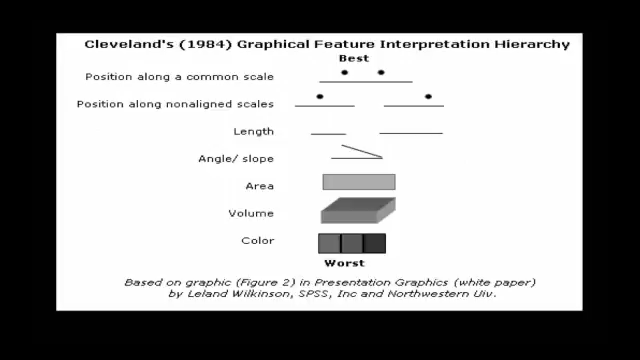 Cleveland's (1984) Graphical Feature Interpretation Hierarchy
Best
Position along a common scale
Position along nonaligned scales
Length
Angle/ slope
Area
Volume
Color
Worst
Based on graphic (Figure 2) in Presentation Graphics (white paper)
by Leland Wilkinson, SPSS, Inc and Northwestern Uiv.